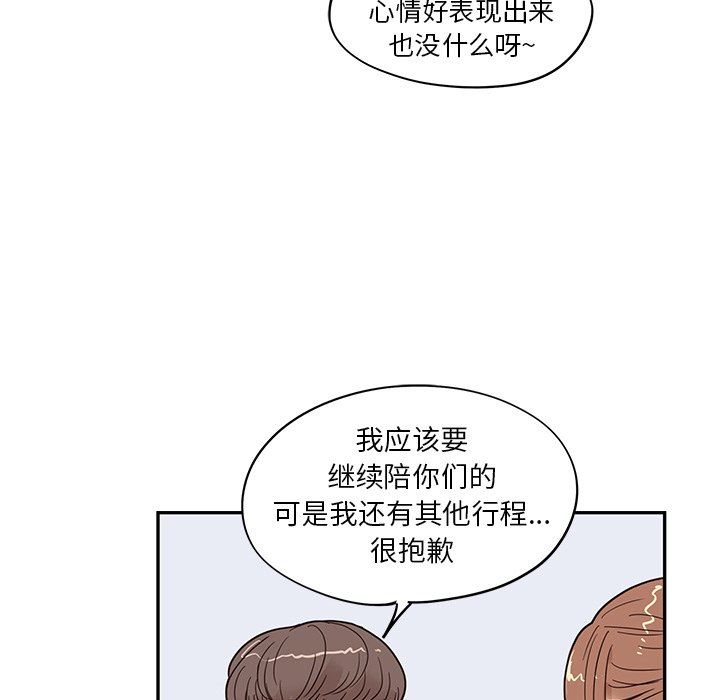 心情好表现出来
也没什么呀~
我应该要
继续陪你们的
可是我还有其他行程...
很抱歉